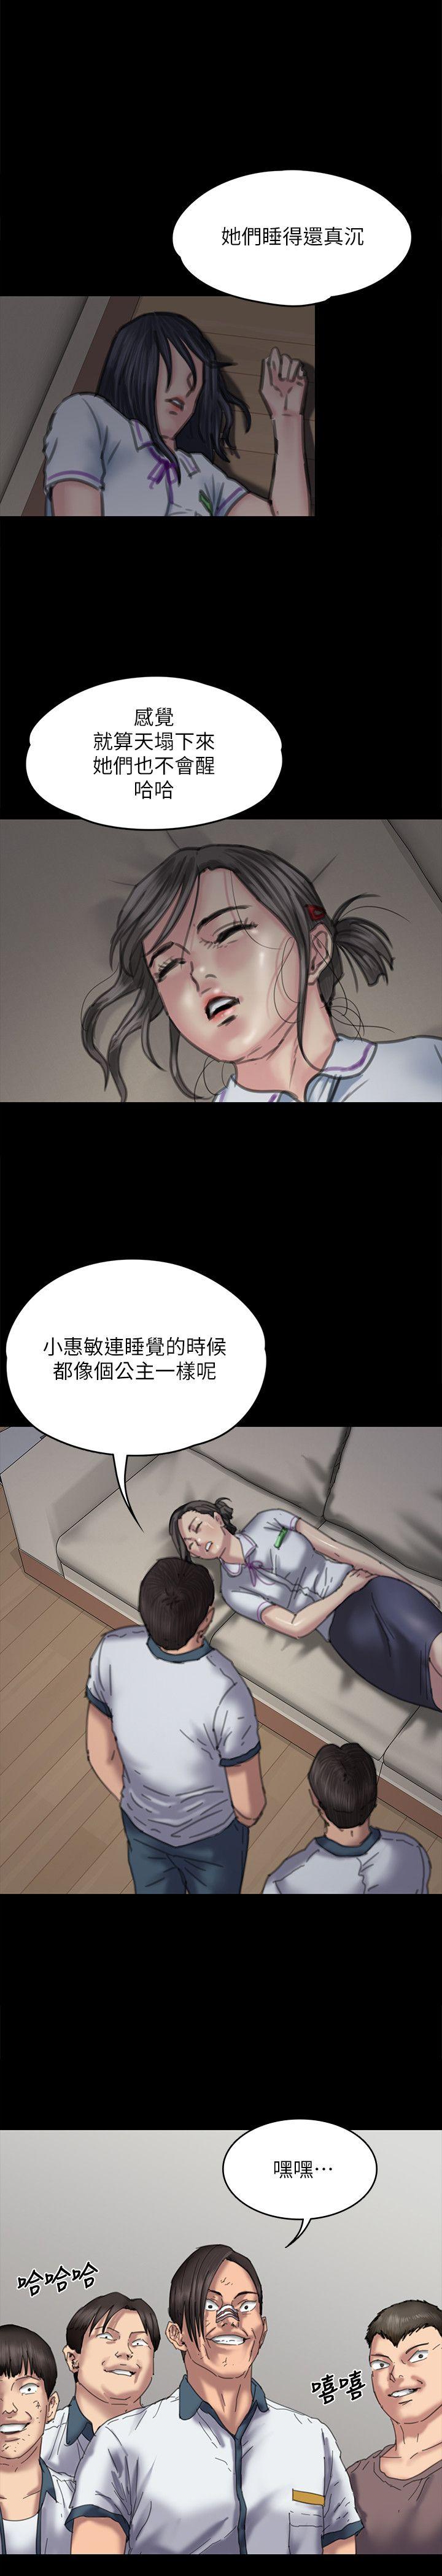 她們睡得還真沉
感覺
就算天塌下來
她們也不會醒
哈哈
小惠敏連睡覺的時候
都像個公主一樣呢
嘿嘿…
哈哈哈
嘻嘻